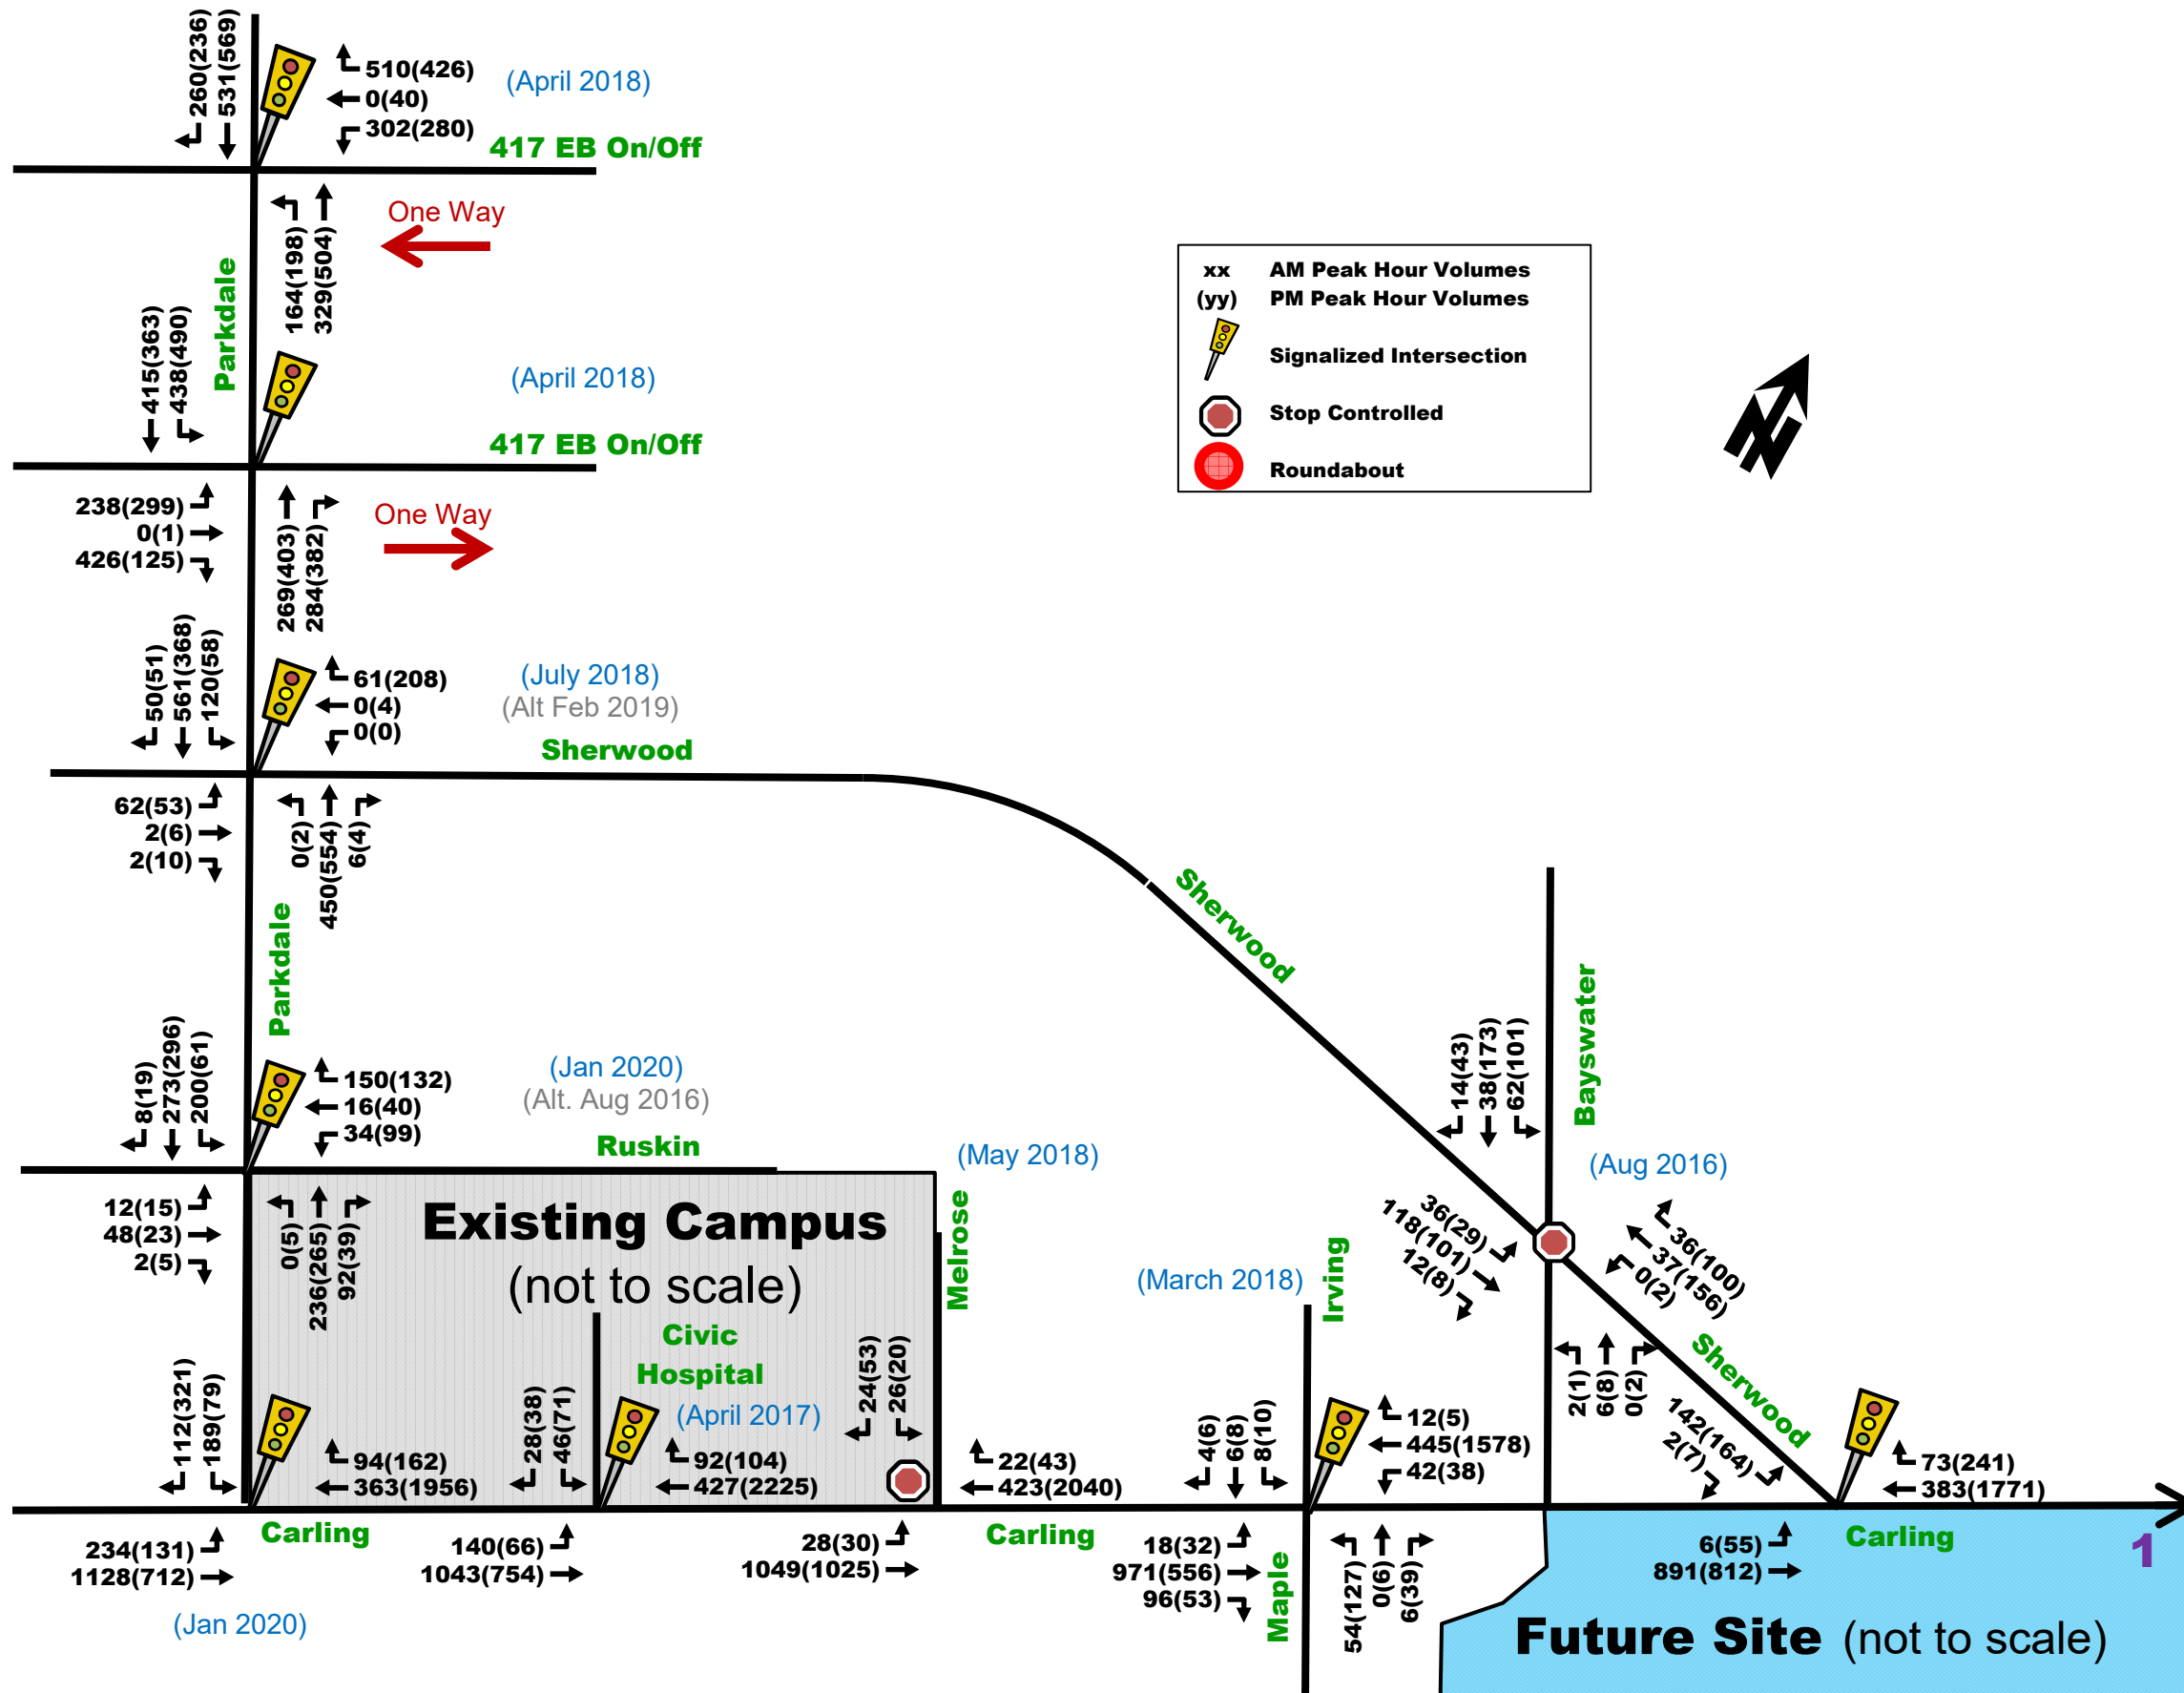 260(236)
531(569)
510(426)
0(40)
302(280)
(April 2018)
417 EB On/Off
164(198)
329(504)
One Way
Parkdale
415(363)
438(490)
(April 2018)
417 EB On/Off
238(299)
0(1)
426(125)
269(403)
284(382)
One Way
xx AM Peak Hour Volumes
(yy) PM Peak Hour Volumes
Signalized Intersection
Stop Controlled
Roundabout
N
50(51)
561(368)
120(58)
61(208)
0(4)
0(0)
(July 2018)
(Alt Feb 2019)
Sherwood
62(53)
2(6)
2(10)
0(2)
450(554)
6(4)
Parkdale
Sherwood
Bayswater
8(19)
273(296)
200(61)
150(132)
16(40)
34(99)
(Jan 2020)
(Alt. Aug 2016)
Ruskin
12(15)
48(23)
2(5)
0(5)
236(265)
92(39)
Existing Campus
(not to scale)
(May 2018)
Melrose
14(43)
38(173)
62(101)
(Aug 2016)
36(29)
118(101)
12(8)
36(100)
37(156)
0(2)
2(1)
6(8)
0(2)
Sherwood
142(164)
2(7)
112(321)
189(79)
94(162)
363(1956)
Civic
Hospital
(April 2017)
28(38)
46(71)
92(104)
427(2225)
24(53)
26(20)
22(43)
423(2040)
(March 2018)
Irving
4(6)
6(8)
8(10)
12(5)
445(1578)
42(38)
73(241)
383(1771)
Carling
234(131)
1128(712)
(Jan 2020)
140(66)
1043(754)
28(30)
1049(1025)
Carling
18(32)
971(556)
96(53)
Maple
54(127)
0(6)
6(39)
6(55)
891(812)
Carling
1
Future Site (not to scale)